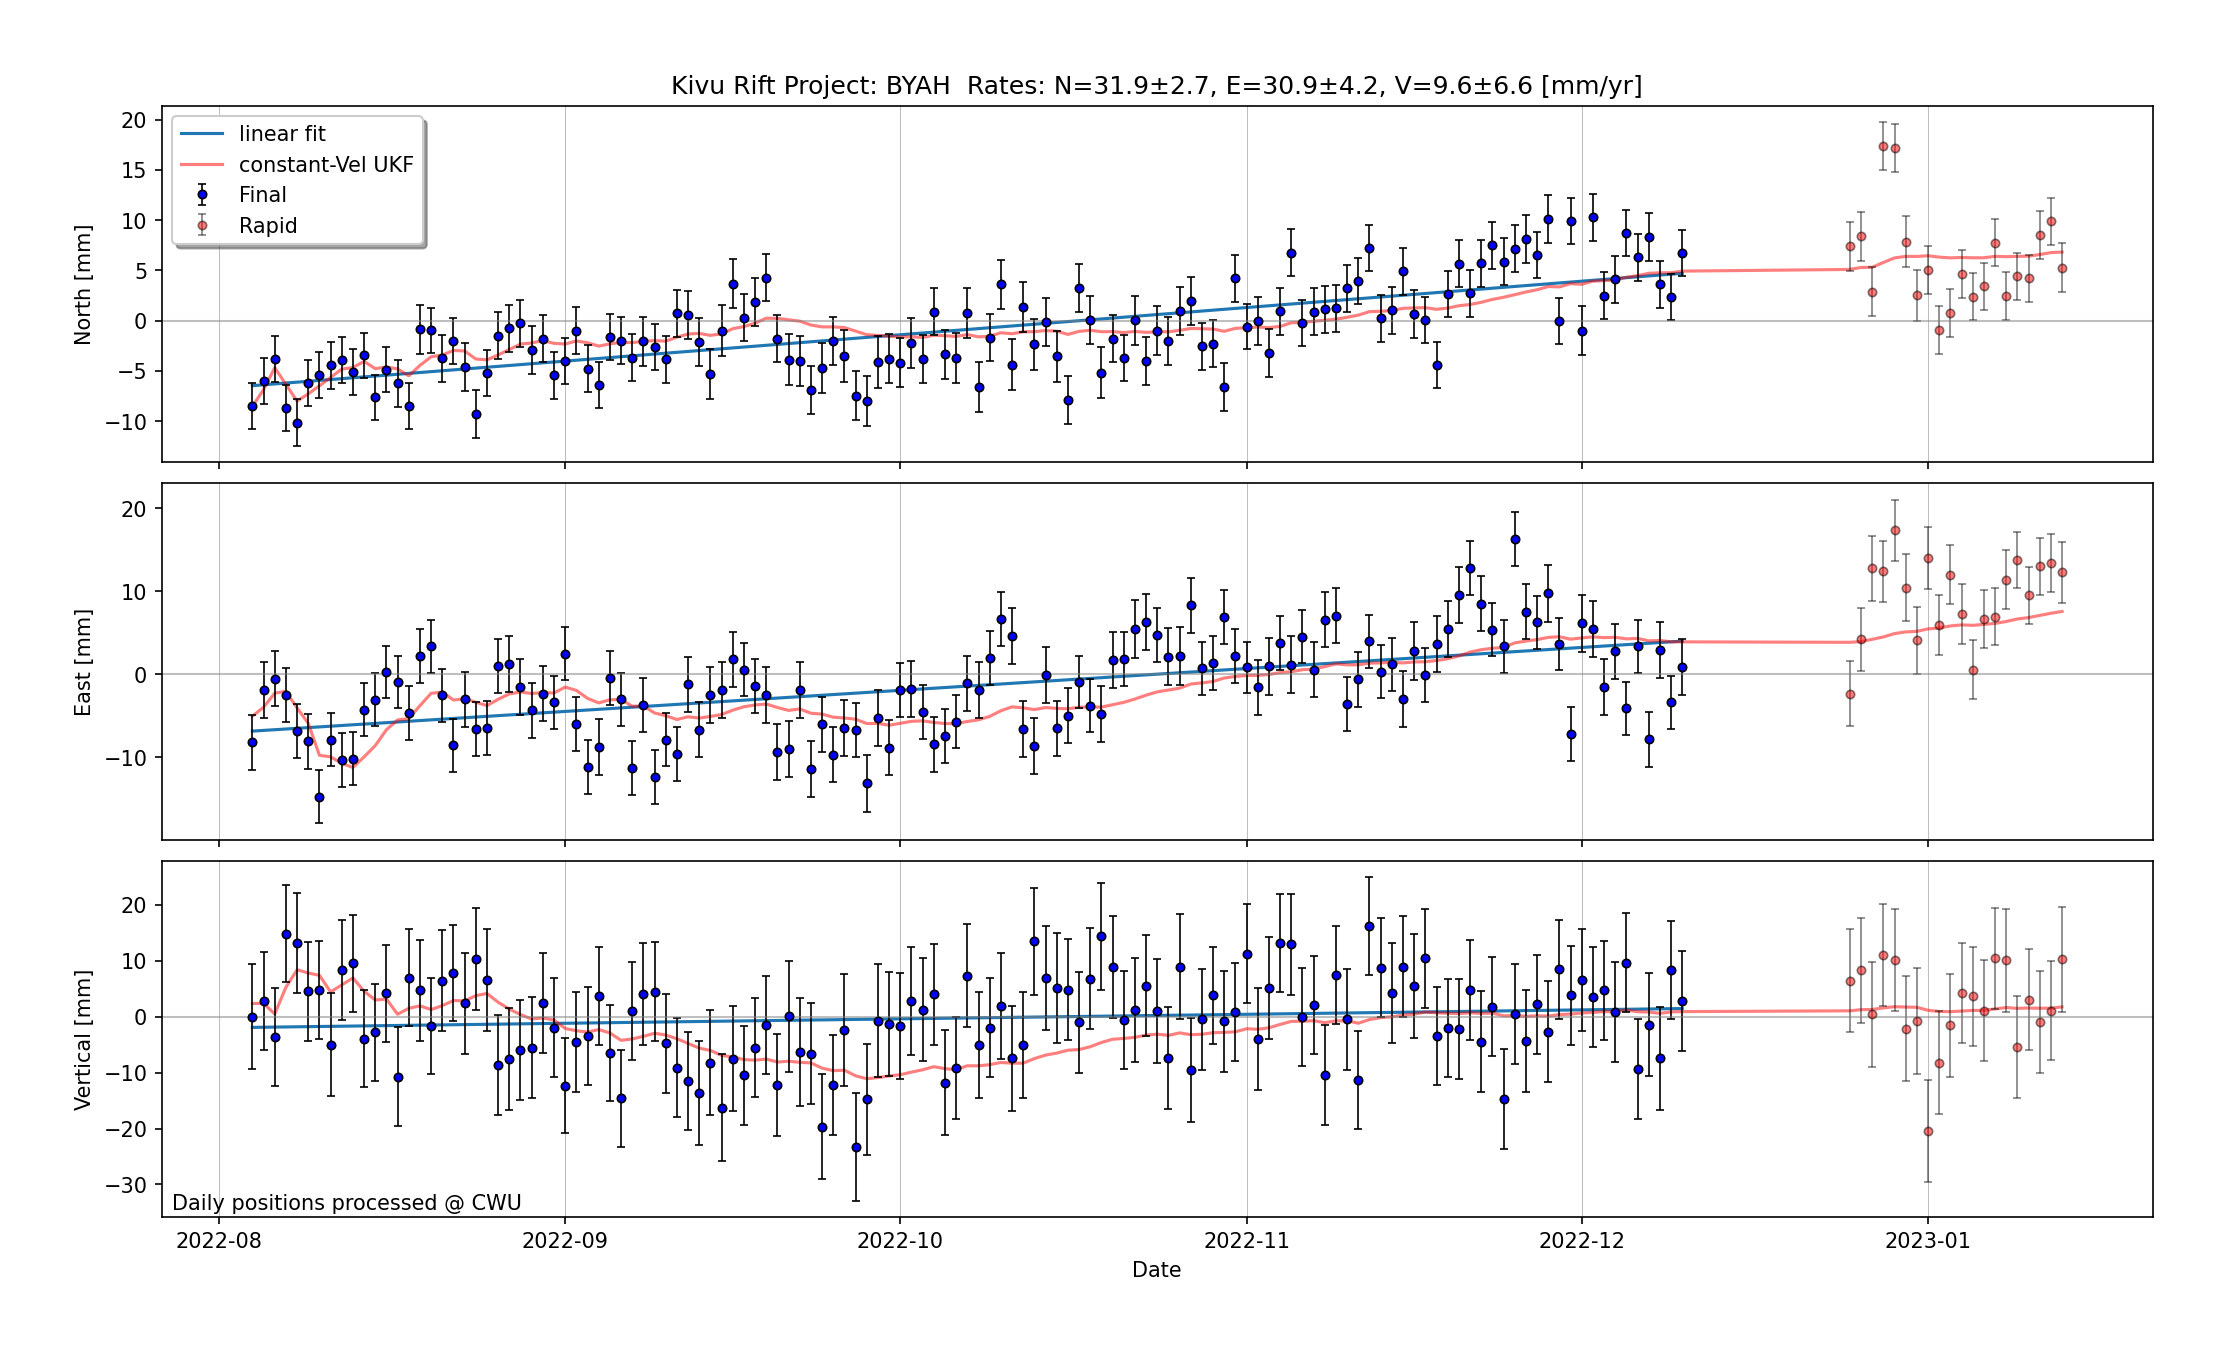 Kivu Rift Project: BYAH  Rates: N=31.9±2.7, E=30.9±4.2, V=9.6±6.6 [mm/yr]
linear fit
constant-Vel UKF
Final
Rapid
North [mm]
20
15
10
5
0
−5
−10
East [mm]
20
10
0
−10
Vertical [mm]
20
10
0
−10
−20
−30
Daily positions processed @ CWU
2022-08 2022-09 2022-10 2022-11 2022-12 2023-01
Date